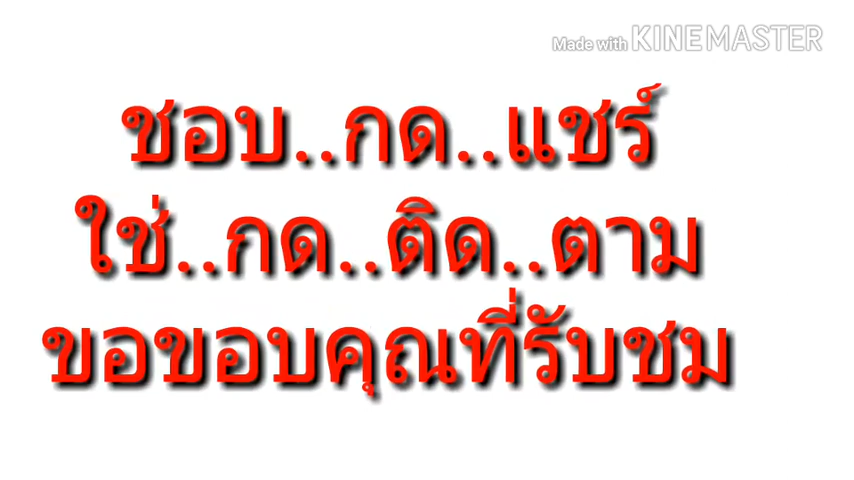 Made with KINEMASTER
ชอบ..กด..แชร์
ใช่..กด..ติด..ตาม
ขอขอบคุณที่รับชม